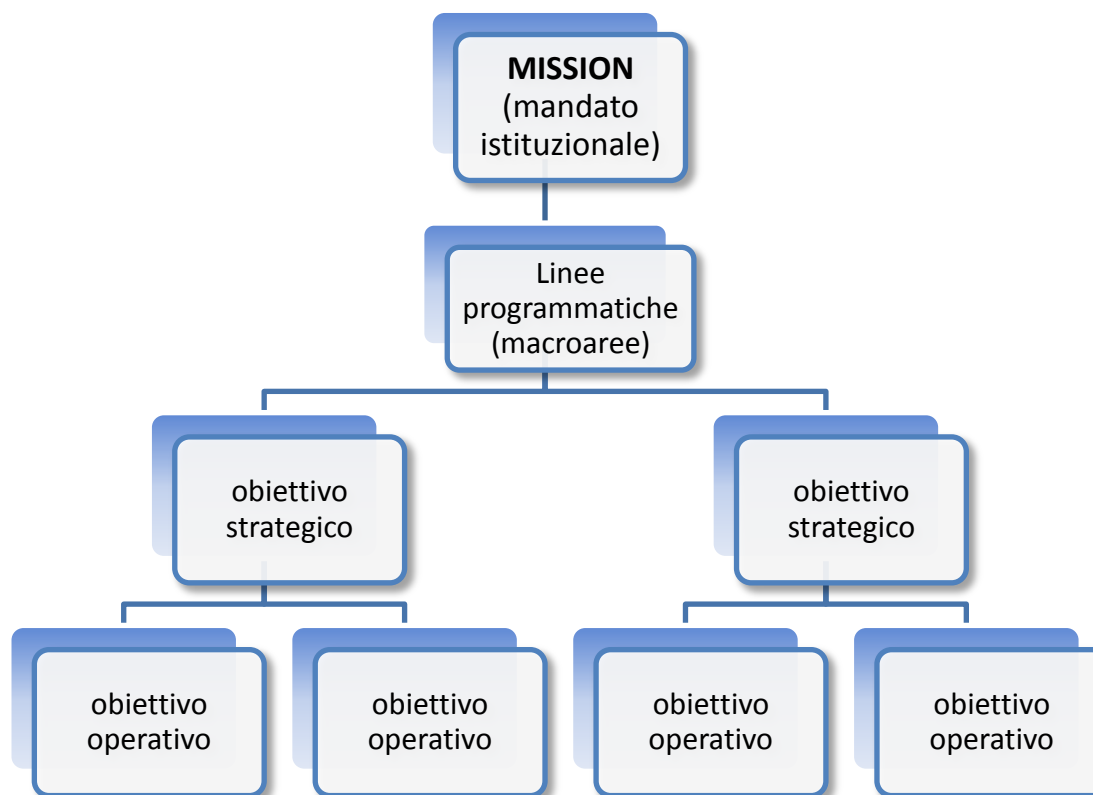 MISSION
(mandato
istituzionale)
Linee
programmatiche
(macroaree)
obiettivo
strategico
obiettivo
strategico
obiettivo
operativo
obiettivo
operativo
obiettivo
operativo
obiettivo
operativo